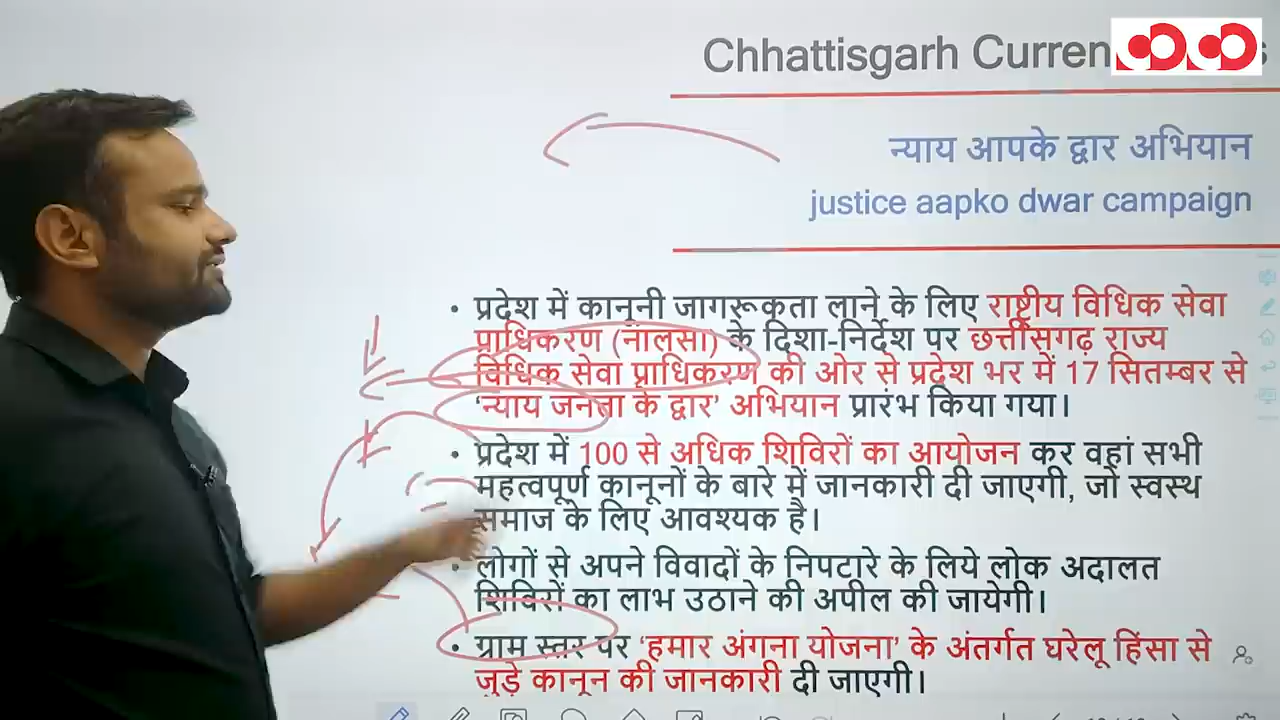 Chhattisgarh Curren
न्याय आपके द्वार अभियान
justice aapko dwar campaign
• प्रदेश में कानूनी जागरूकता लाने के लिए राष्ट्रीय विधिक सेवा
प्राधिकरण (नालसा) के दिशा-निर्देश पर छत्तीसगढ़ राज्य
विधिक सेवा प्राधिकरण की ओर से प्रदेश भर में 17 सितम्बर से
‘न्याय जनता के द्वार’ अभियान प्रारंभ किया गया।
• प्रदेश में 100 से अधिक शिविरों का आयोजन कर वहां सभी
महत्वपूर्ण कानूनों के बारे में जानकारी दी जाएगी, जो स्वस्थ
समाज के लिए आवश्यक है।
• लोगों से अपने विवादों के निपटारे के लिये लोक अदालत
शिविरों का लाभ उठाने की अपील की जायेगी।
• ग्राम स्तर पर ‘हमार अंगना योजना’ के अंतर्गत घरेलू हिंसा से
जुड़े कानून की जानकारी दी जाएगी।